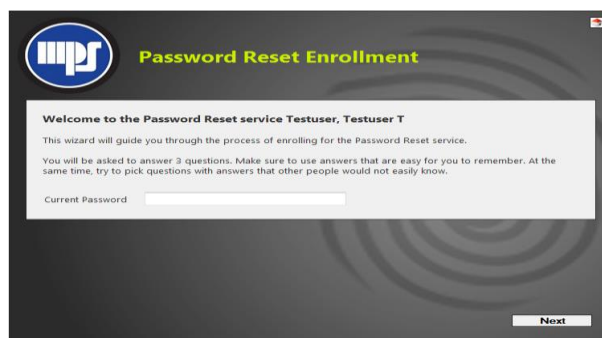 mps
Password Reset Enrollment
Welcome to the Password Reset service Testuser, Testuser T
This wizard will guide you through the process of enrolling for the Password Reset service.
You will be asked to answer 3 questions. Make sure to use answers that are easy for you to remember. At the
same time, try to pick questions with answers that other people would not easily know.
Current Password
Next